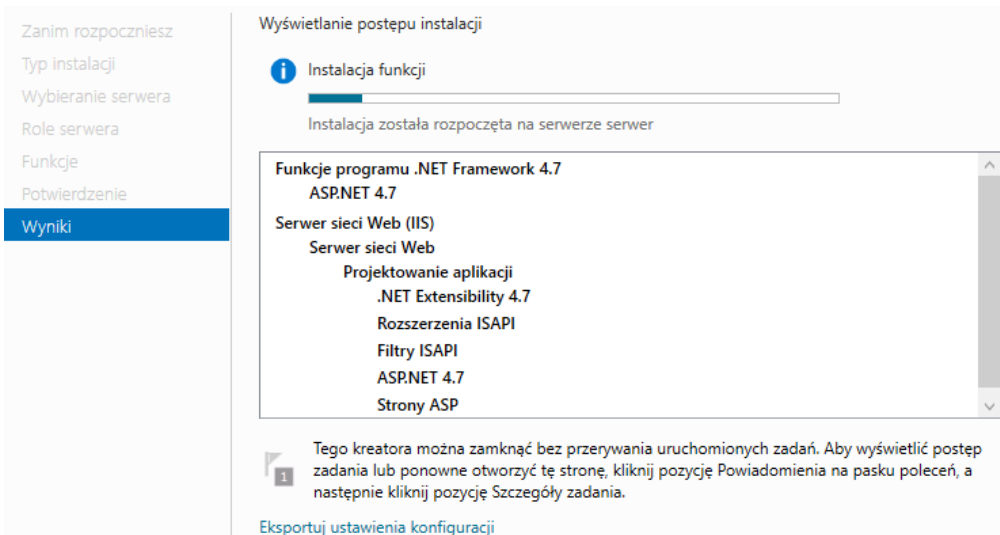 Zanim rozpoczniesz
Typ instalacji
Wybieranie serwera
Role serwera
Funkcje
Potwierdzenie
Wyniki
Wyświetlanie postępu instalacji
Instalacja funkcji
Instalacja została rozpoczęta na serwerze serwer
Funkcje programu .NET Framework 4.7
ASP.NET 4.7
Serwer sieci Web (IIS)
Serwer sieci Web
Projektowanie aplikacji
.NET Extensibility 4.7
Rozszerzenia ISAPI
Filtry ISAPI
ASP.NET 4.7
Strony ASP
1
Tego kreatora można zamknąć bez przerywania uruchomionych zadań. Aby wyświetlić postęp
zadania lub ponowne otworzyć tę stronę, kliknij pozycję Powiadomienia na pasku poleceń, a
następnie kliknij pozycję Szczegóły zadania.
Eksportuj ustawienia konfiguracji